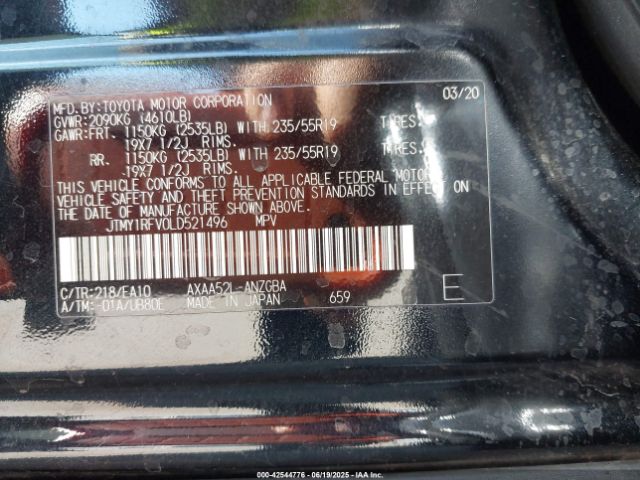 MFD. BY: TOYOTA MOTOR CORPORATION 03/20
GVWR: 2090KG (4610LB)
GAWR: FRT. 1150KG (2535LB) WITH 235/55R19 TIRES,
19X7 1/2J RIMS.
RR. 1150KG (2535LB) WITH 235/55R19 TIRES,
19X7 1/2J RIMS.
THIS VEHICLE CONFORMS TO ALL APPLICABLE FEDERAL MOTOR
VEHICLE SAFETY AND THEFT PREVENTION STANDARDS IN EFFECT ON
THE DATE OF MANUFACTURE SHOWN ABOVE.
JTMY1RFV0LD521496 MPV
C/TR: 218/EA10 AXAA52L-ANZGBA
A/TM: -01A/UB80E MADE IN JAPAN 659 E
000-42544776 - 06/19/2025 - IAA Inc.